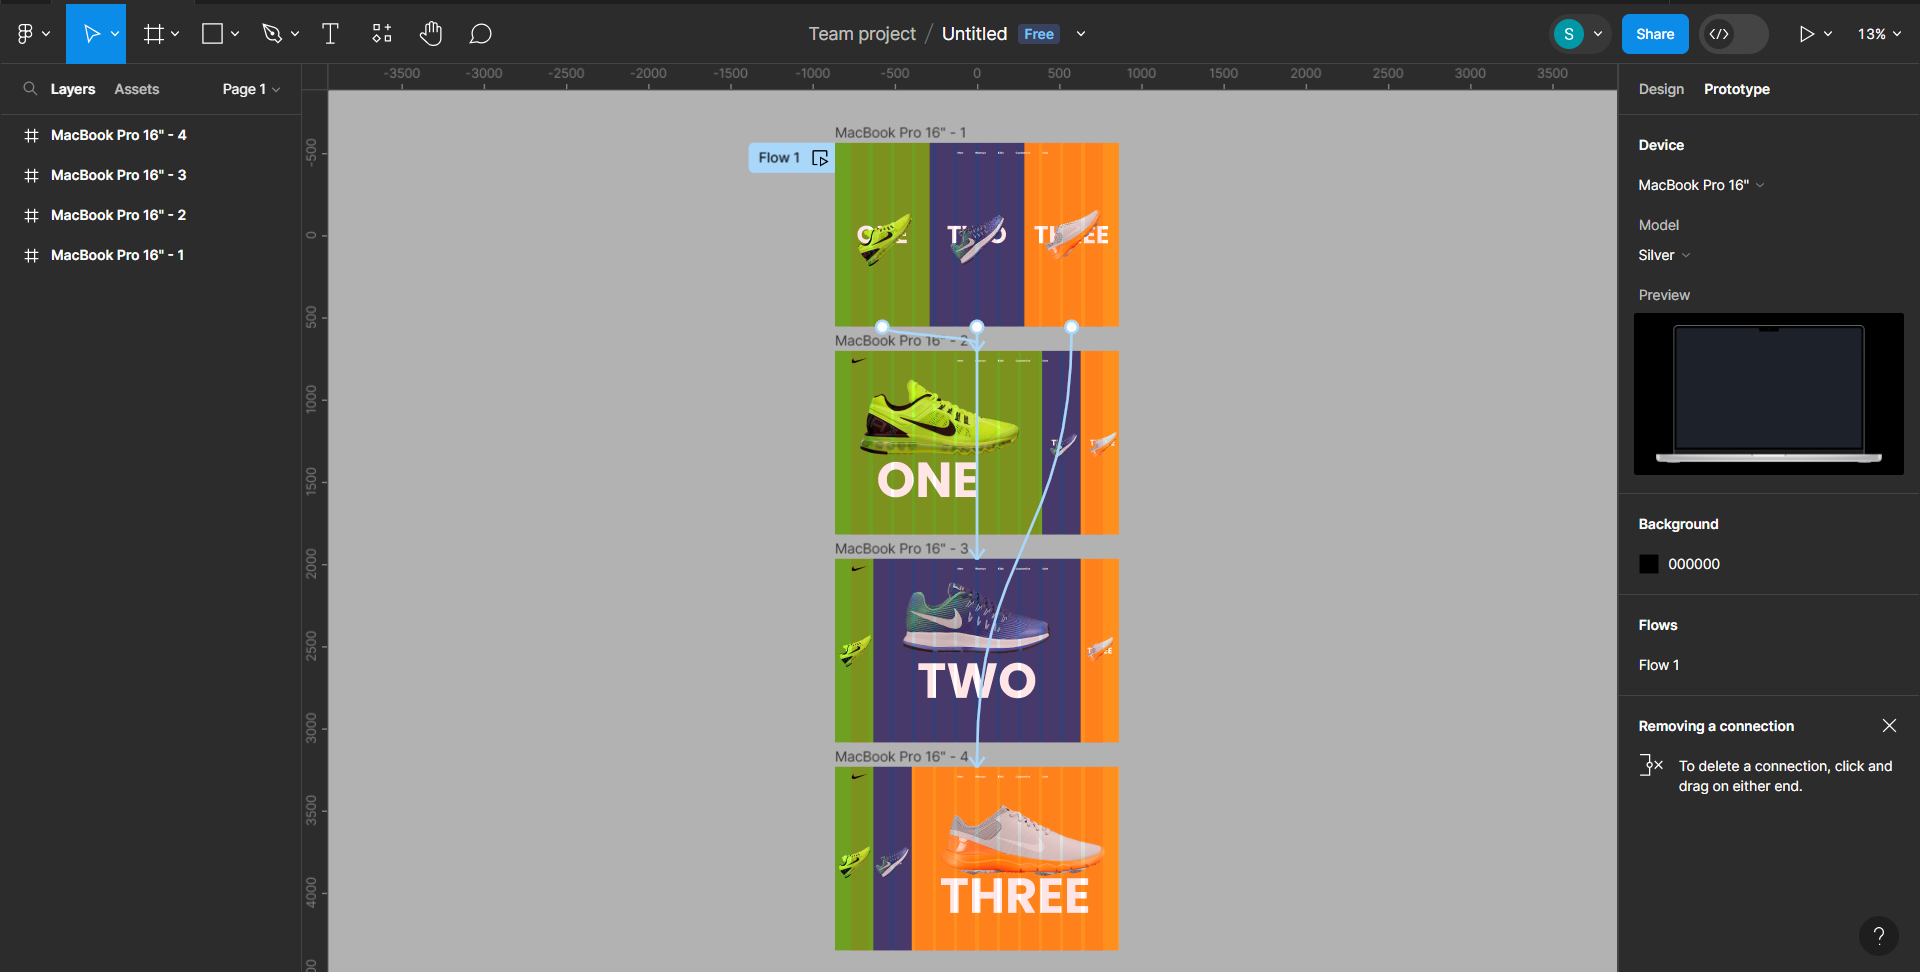 Team project / Untitled Free
S
Share
13%
Layers
Assets
Page 1
MacBook Pro 16" - 4
MacBook Pro 16" - 3
MacBook Pro 16" - 2
MacBook Pro 16" - 1
-3500 -3000 -2500 -2000 -1500 -1000 -500 0 500 1000 1500 2000 2500 3000 3500
-500
0
500
1000
1500
2000
2500
3000
3500
4000
MacBook Pro 16" - 1
Flow 1
TWO
THREE
MacBook Pro 16" - 2
ONE
MacBook Pro 16" - 3
TWO
MacBook Pro 16" - 4
THREE
Design
Prototype
Device
MacBook Pro 16"
Model
Silver
Preview
Background
000000
Flows
Flow 1
Removing a connection
To delete a connection, click and
drag on either end.
?